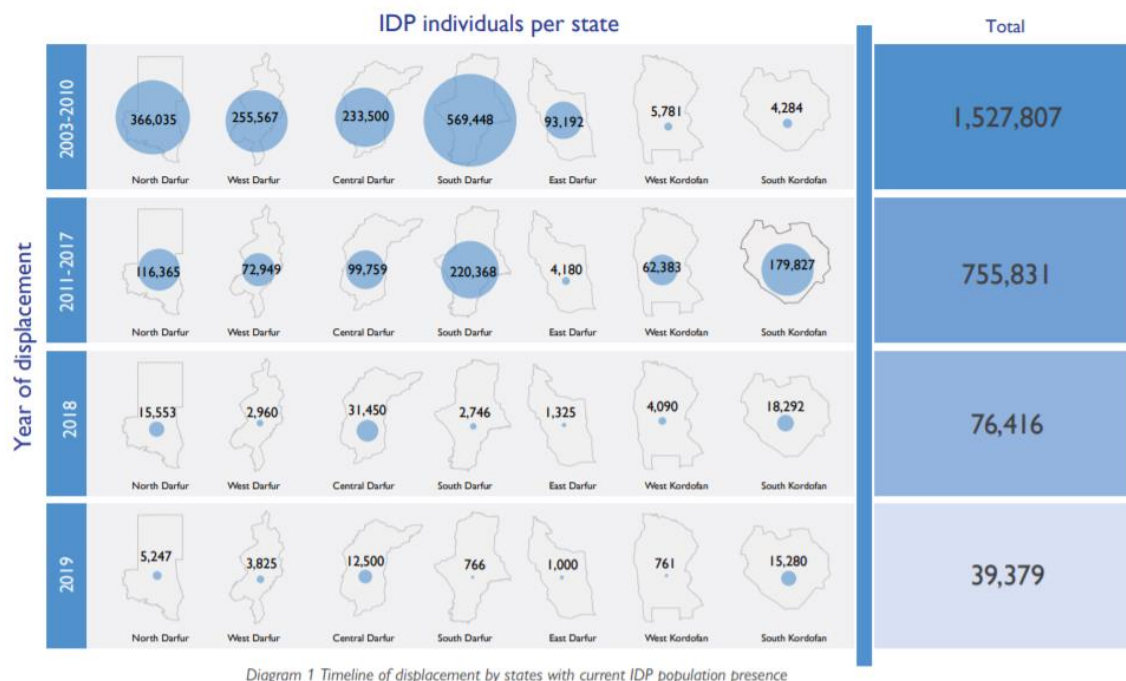 IDP individuals per state
Total
Year of displacement
2003-2010
366,035
255,567
233,500
569,448
93,192
5,781
4,284
1,527,807
North Darfur
West Darfur
Central Darfur
South Darfur
East Darfur
West Kordofan
South Kordofan
2011-2017
116,365
72,949
99,759
220,368
4,180
62,383
179,827
755,831
North Darfur
West Darfur
Central Darfur
South Darfur
East Darfur
West Kordofan
South Kordofan
2018
15,553
2,960
31,450
2,746
1,325
4,090
18,292
76,416
North Darfur
West Darfur
Central Darfur
South Darfur
East Darfur
West Kordofan
South Kordofan
2019
5,247
3,825
12,500
766
1,000
761
15,280
39,379
North Darfur
West Darfur
Central Darfur
South Darfur
East Darfur
West Kordofan
South Kordofan
Diagram 1 Timeline of displacement by states with current IDP population presence